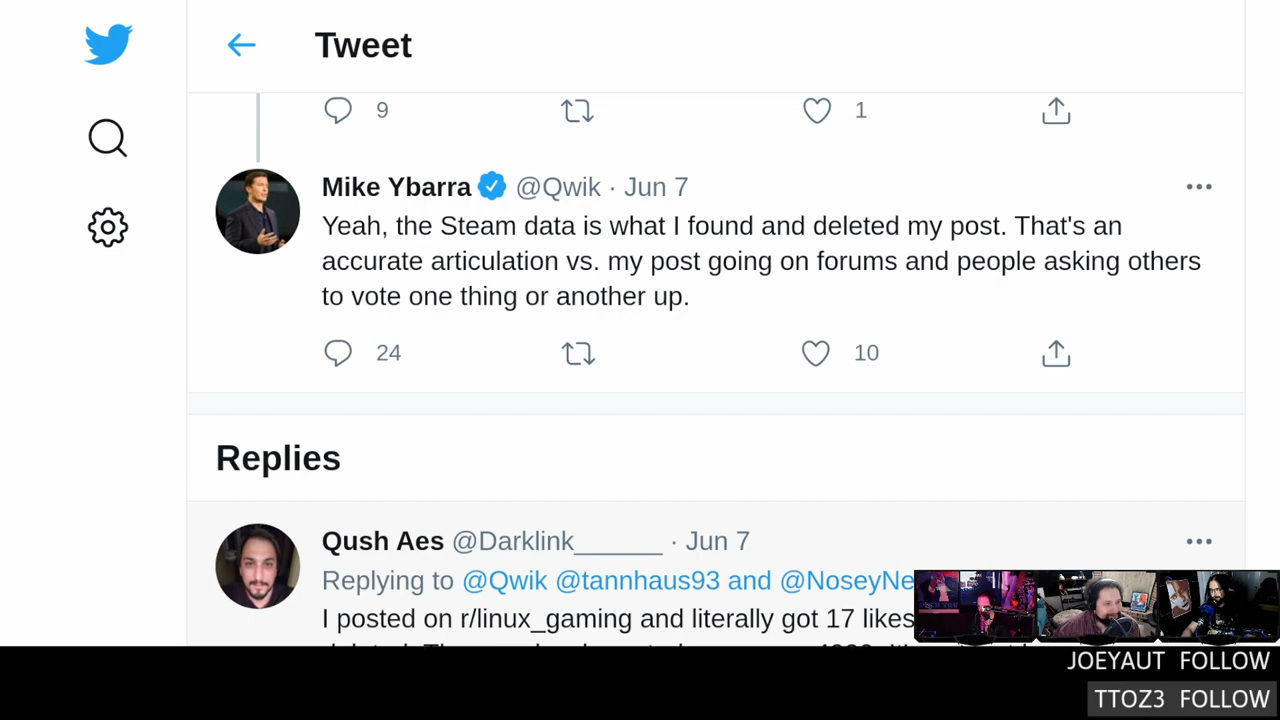 Tweet
9 1
Mike Ybarra @Qwik · Jun 7
Yeah, the Steam data is what I found and deleted my post. That's an
accurate articulation vs. my post going on forums and people asking others
to vote one thing or another up.
24 10
Replies
Qush Aes @Darklink______ · Jun 7
Replying to @Qwik @tannhaus93 and @NoseyNe
I posted on r/linux_gaming and literally got 17 likes
JOEYAUT FOLLOW
TTOZ3 FOLLOW